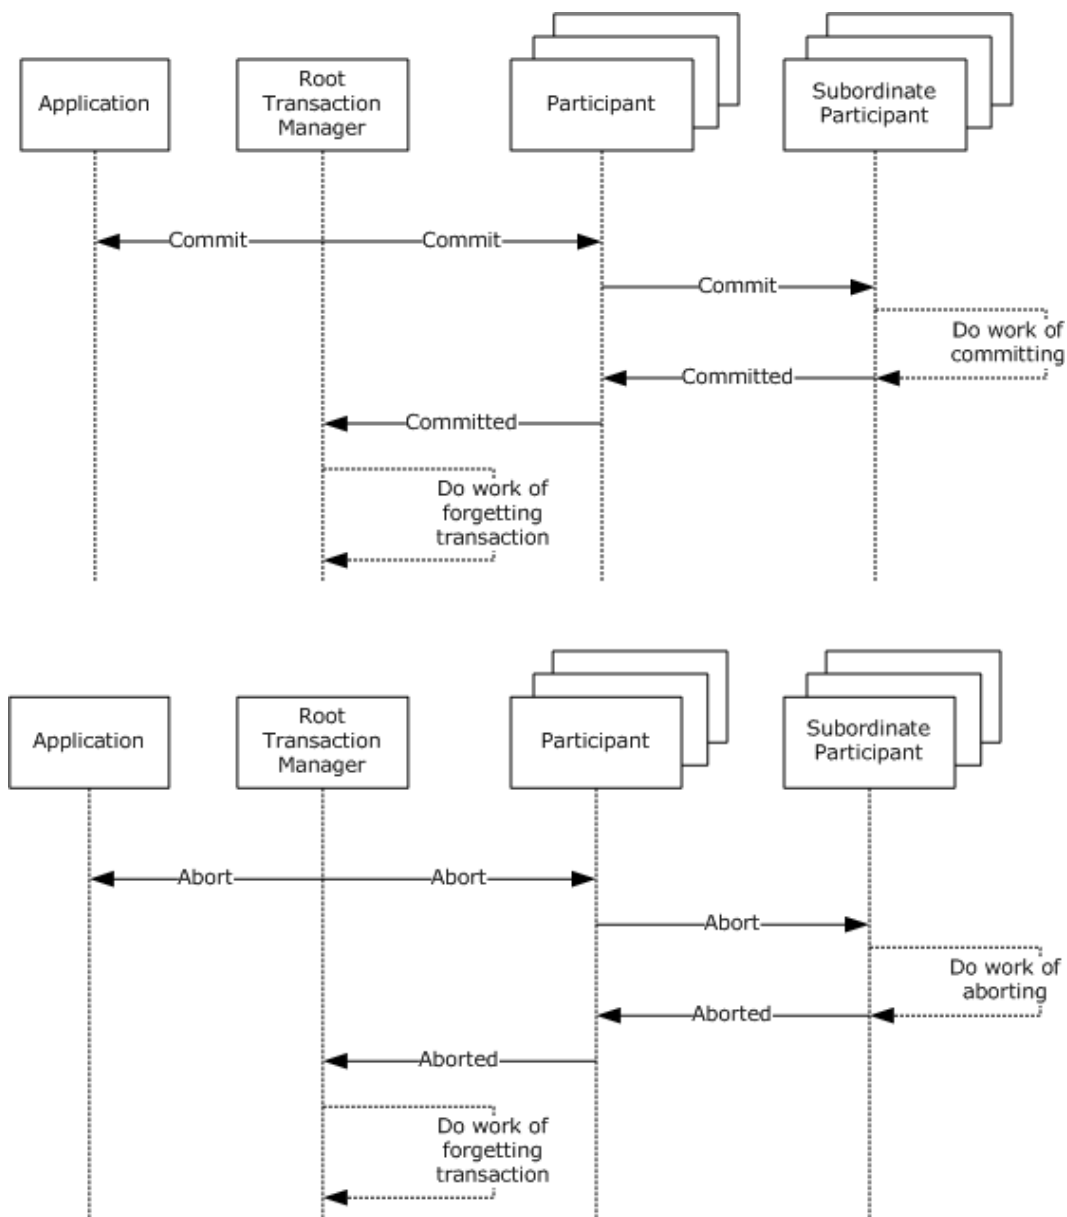 Application
Root
Transaction
Manager
Participant
Subordinate
Participant
Commit
Commit
Commit
Do work of
committing
Committed
Committed
Do work of
forgetting
transaction
Application
Root
Transaction
Manager
Participant
Subordinate
Participant
Abort
Abort
Abort
Do work of
aborting
Aborted
Aborted
Do work of
forgetting
transaction